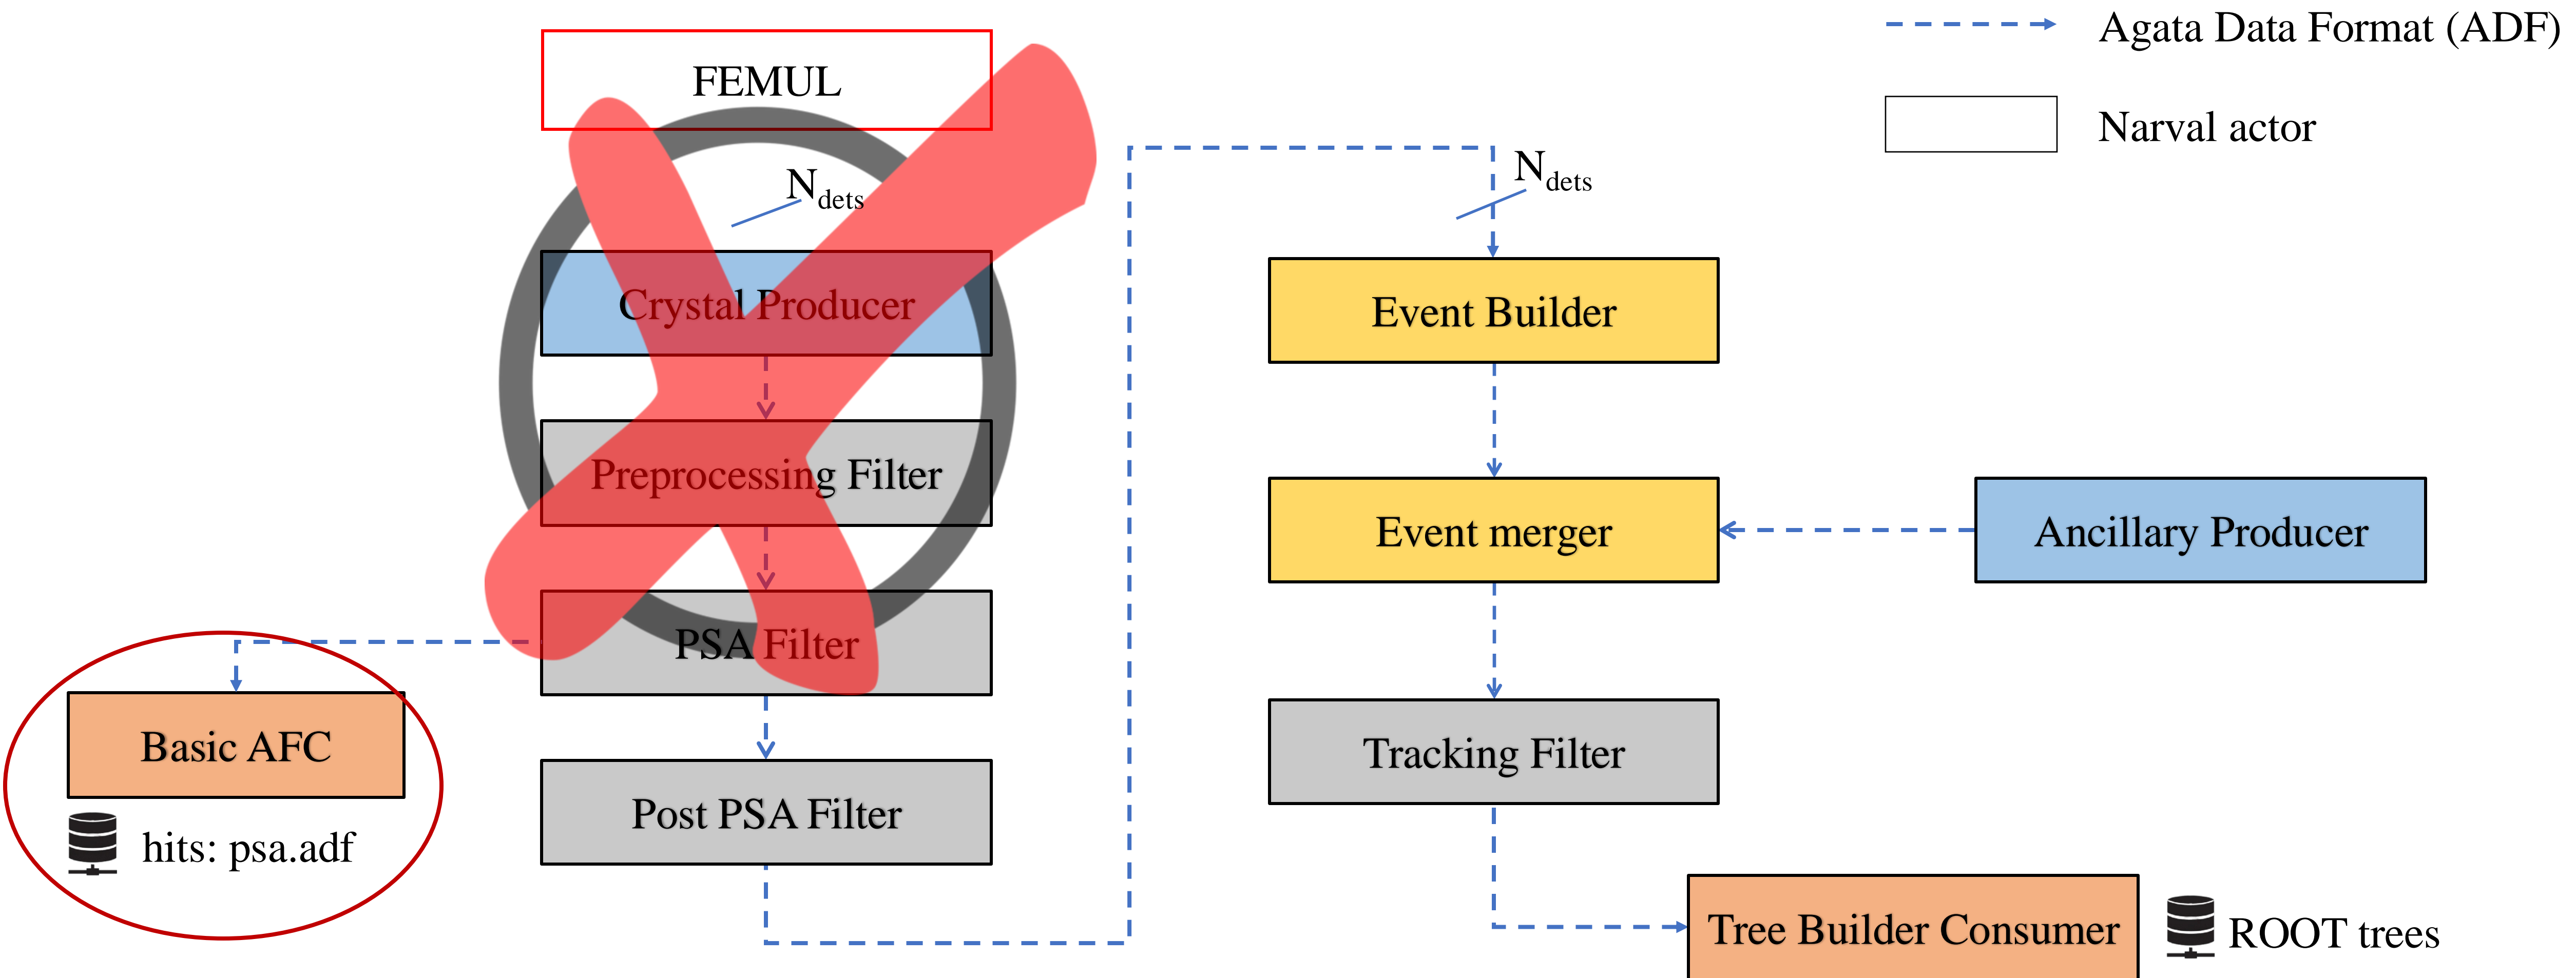 FEMUL
Agata Data Format (ADF)
Narval actor
Ndets
Ndets
Crystal Producer
Event Builder
Preprocessing Filter
Event merger
Ancillary Producer
PSA Filter
Basic AFC
Tracking Filter
hits: psa.adf
Post PSA Filter
Tree Builder Consumer
ROOT trees